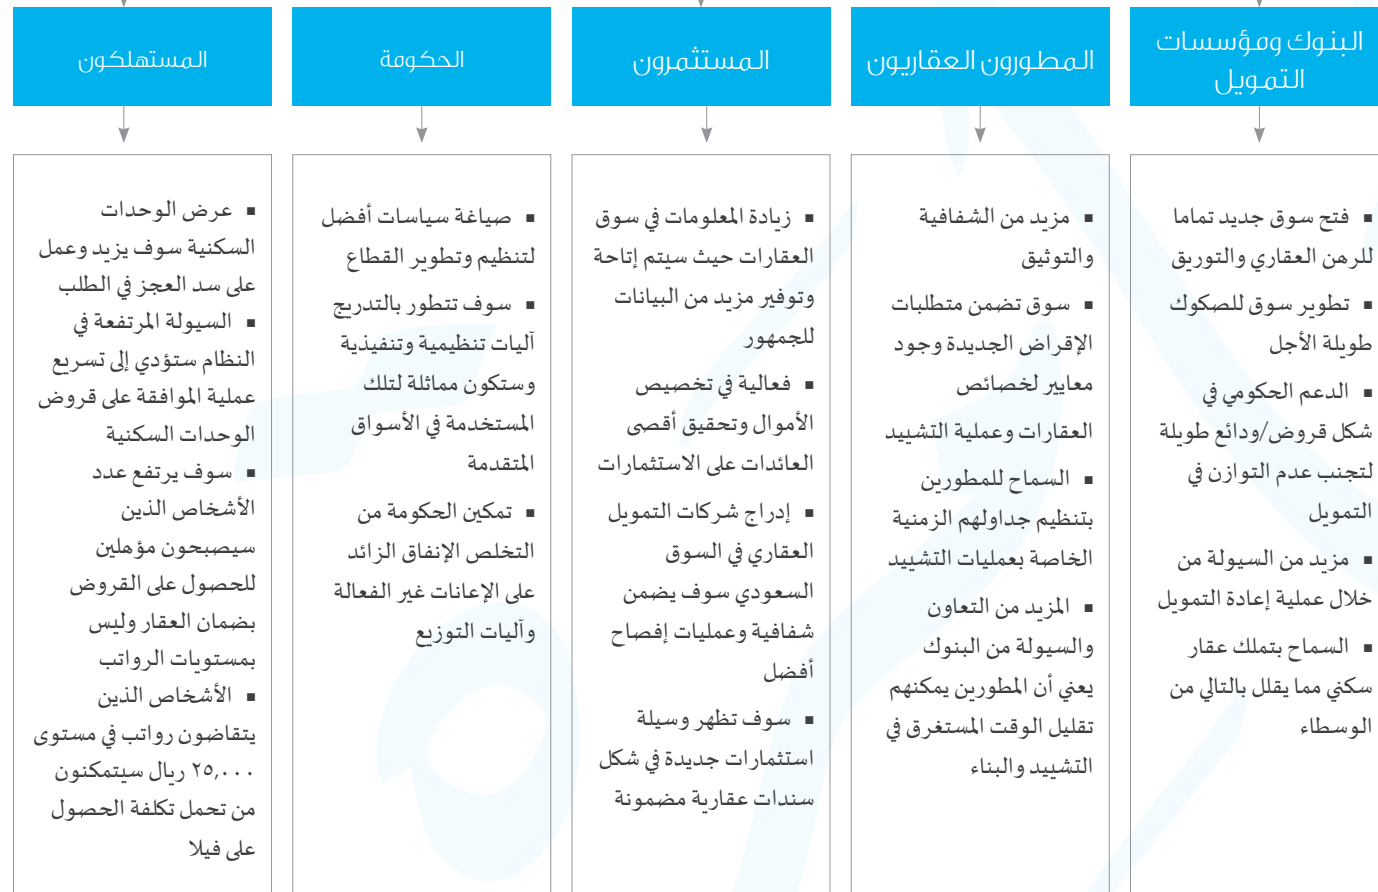 البنوك ومؤسسات
التمويل
▪ فتح سوق جديد تماما
للرهن العقاري والتوريق
▪ تطوير سوق للصكوك
طويلة الأجل
▪ الدعم الحكومي في
شكل قروض/ودائع طويلة
لتجنب عدم التوازن في
التمويل
▪ مزيد من السيولة من
خلال عملية إعادة التمويل
▪ السماح بتملك عقار
سكني مما يقلل بالتالي من
الوسطاء
المطورون العقاريون
▪ مزيد من الشفافية
والتوثيق
▪ سوق تضمن متطلبات
الإقراض الجديدة وجود
معايير لخصائص
العقارات وعملية التشييد
▪ السماح للمطورين
بتنظيم جداولهم الزمنية
الخاصة بعمليات التشييد
▪ المزيد من التعاون
والسيولة من البنوك
يعني أن المطورين يمكنهم
تقليل الوقت المستغرق في
التشييد والبناء
المستثمرون
▪ زيادة المعلومات في سوق
العقارات حيث سيتم إتاحة
وتوفير مزيد من البيانات
للجمهور
▪ فعالية في تخصيص
الأموال وتحقيق أقصى
العائدات على الاستثمارات
▪ إدراج شركات التمويل
العقاري في السوق
السعودي سوف يضمن
شفافية وعمليات إفصاح
أفضل
▪ سوف تظهر وسيلة
استثمارات جديدة في شكل
سندات عقارية مضمونة
الحكومة
▪ صياغة سياسات أفضل
لتنظيم وتطوير القطاع
▪ سوف تتطور بالتدريج
آليات تنظيمية وتنفيذية
وستكون مماثلة لتلك
المستخدمة في الأسواق
المتقدمة
▪ تمكين الحكومة من
التخلص الإنفاق الزائد
على الإعانات غير الفعالة
وآليات التوزيع
المستهلكون
▪ عرض الوحدات
السكنية سوف يزيد وعمل
على سد العجز في الطلب
▪ السيولة المرتفعة في
النظام ستؤدي إلى تسريع
عملية الموافقة على قروض
الوحدات السكنية
▪ سوف يرتفع عدد
الأشخاص الذين
سيصبحون مؤهلين
للحصول على القروض
بضمان العقار وليس
بمستويات الرواتب
▪ الأشخاص الذين
يتقاضون رواتب في مستوى
٢٥,٠٠٠ ريال سيتمكنون
من تحمل تكلفة الحصول
على فيلا